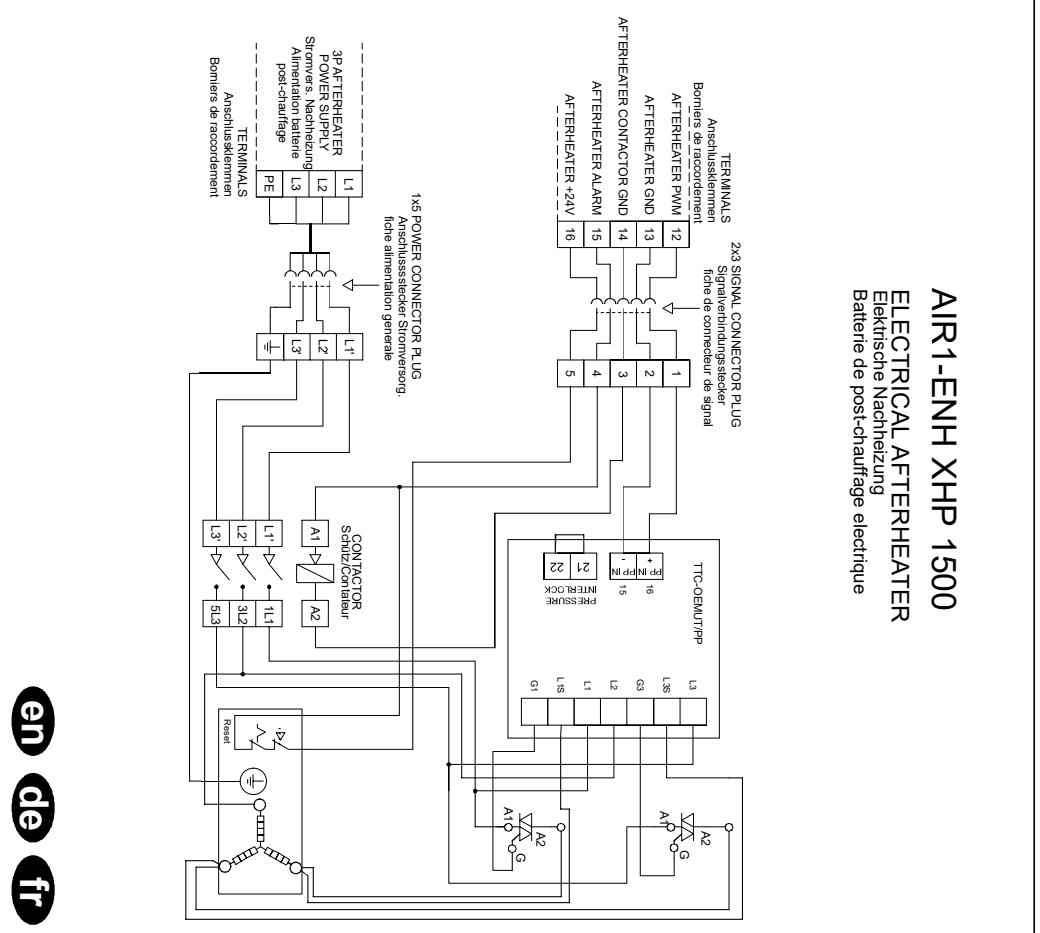 AIR1-ENH XHP 1500
ELECTRICAL AFTERHEATER
Elektrische Nachheizung
Batterie de post-chauffage electrique
TERMINALS
Anschlussklemmen
Borniers de raccordement
AFTERHEATER PWM
AFTERHEATER GND
AFTERHEATER CONTACTOR GND
AFTERHEATER ALARM
AFTERHEATER +24V
12
13
14
15
16
2x3 SIGNAL CONNECTOR PLUG
Signalverbindungsstecker
fiche de connecteur de signal
1
2
3
4
5
TTC-OEMUT/PP
+
PP IN
-
PP IN
16
15
21
22
PRESSURE
INTERLOCK
L3
L3S
G3
L2
L1
L1S
G1
A1
A2
G
A1
A2
G
3P AFTERHEATER
POWER SUPPLY
Stromvers. Nachheizung
Alimentation batterie
post-chauffage
L1
L2
L3
PE
TERMINALS
Anschlussklemmen
Borniers de raccordement
1x5 POWER CONNECTOR PLUG
Anschlussstecker Stromversorg.
fiche alimentation generale
L1'
L2'
L3'
CONTACTOR
Schütz/Contateur
A1
A2
L1'
L2'
L3'
1L1
3L2
5L3
Reset
en de fr